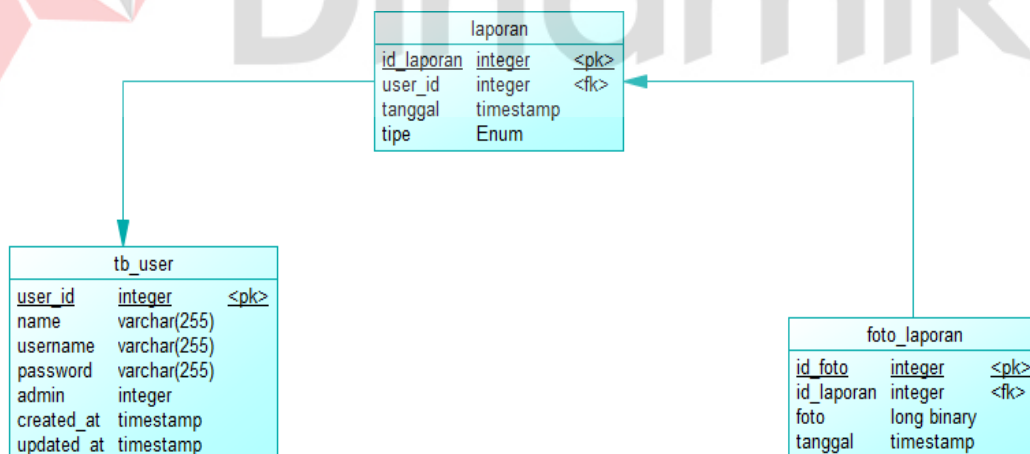 Dinamik
laporan
id_laporan integer <pk>
user_id integer <fk>
tanggal timestamp
tipe Enum
tb_user
user_id integer <pk>
name varchar(255)
username varchar(255)
password varchar(255)
admin integer
created_at timestamp
updated_at timestamp
foto_laporan
id_foto integer <pk>
id_laporan integer <fk>
foto long binary
tanggal timestamp